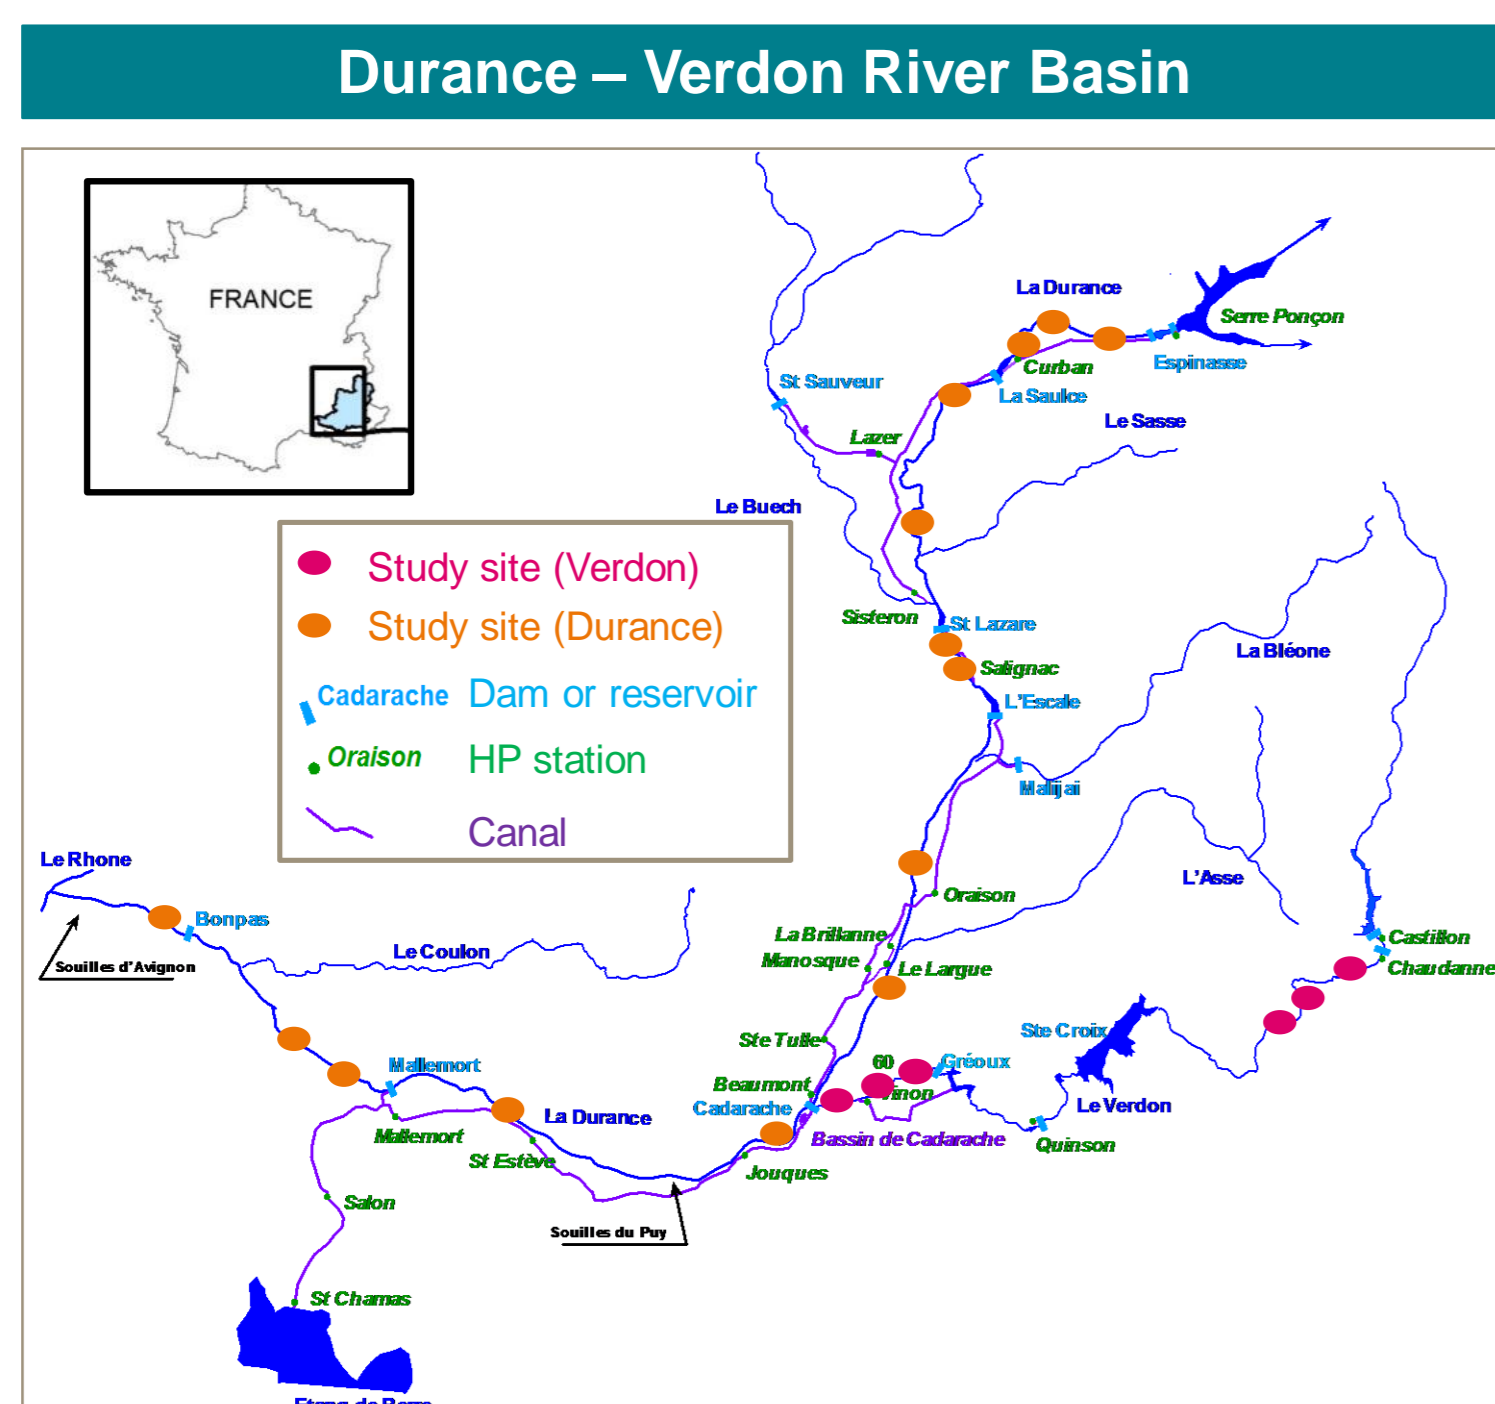 Durance – Verdon River Basin
FRANCE
La Durance
Serre Ponçon
Espinasse
Curban
La Saulce
St Sauveur
Le Sasse
Lazer
Le Buech
Study site (Verdon)
Study site (Durance)
Cadarache Dam or reservoir
Oraison HP station
Canal
Sisteron
St Lazare
La Bléone
Salignac
L'Escale
Malijai
Le Rhone
L'Asse
Oraison
Bonpas
La Brillanne
Castillon
Le Coulon
Manosque
Le Largue
Souilles d'Avignon
Chaudanne
Ste Croix
Ste Tulle
60
Gréoux
Mallemort
Beaumont
Vinon
Cadarache
Le Verdon
La Durance
Mallemort
Bassin de Cadarache
Quinson
St Estève
Jouques
Salon
Souilles du Puy
St Chamas
Etang de Berre